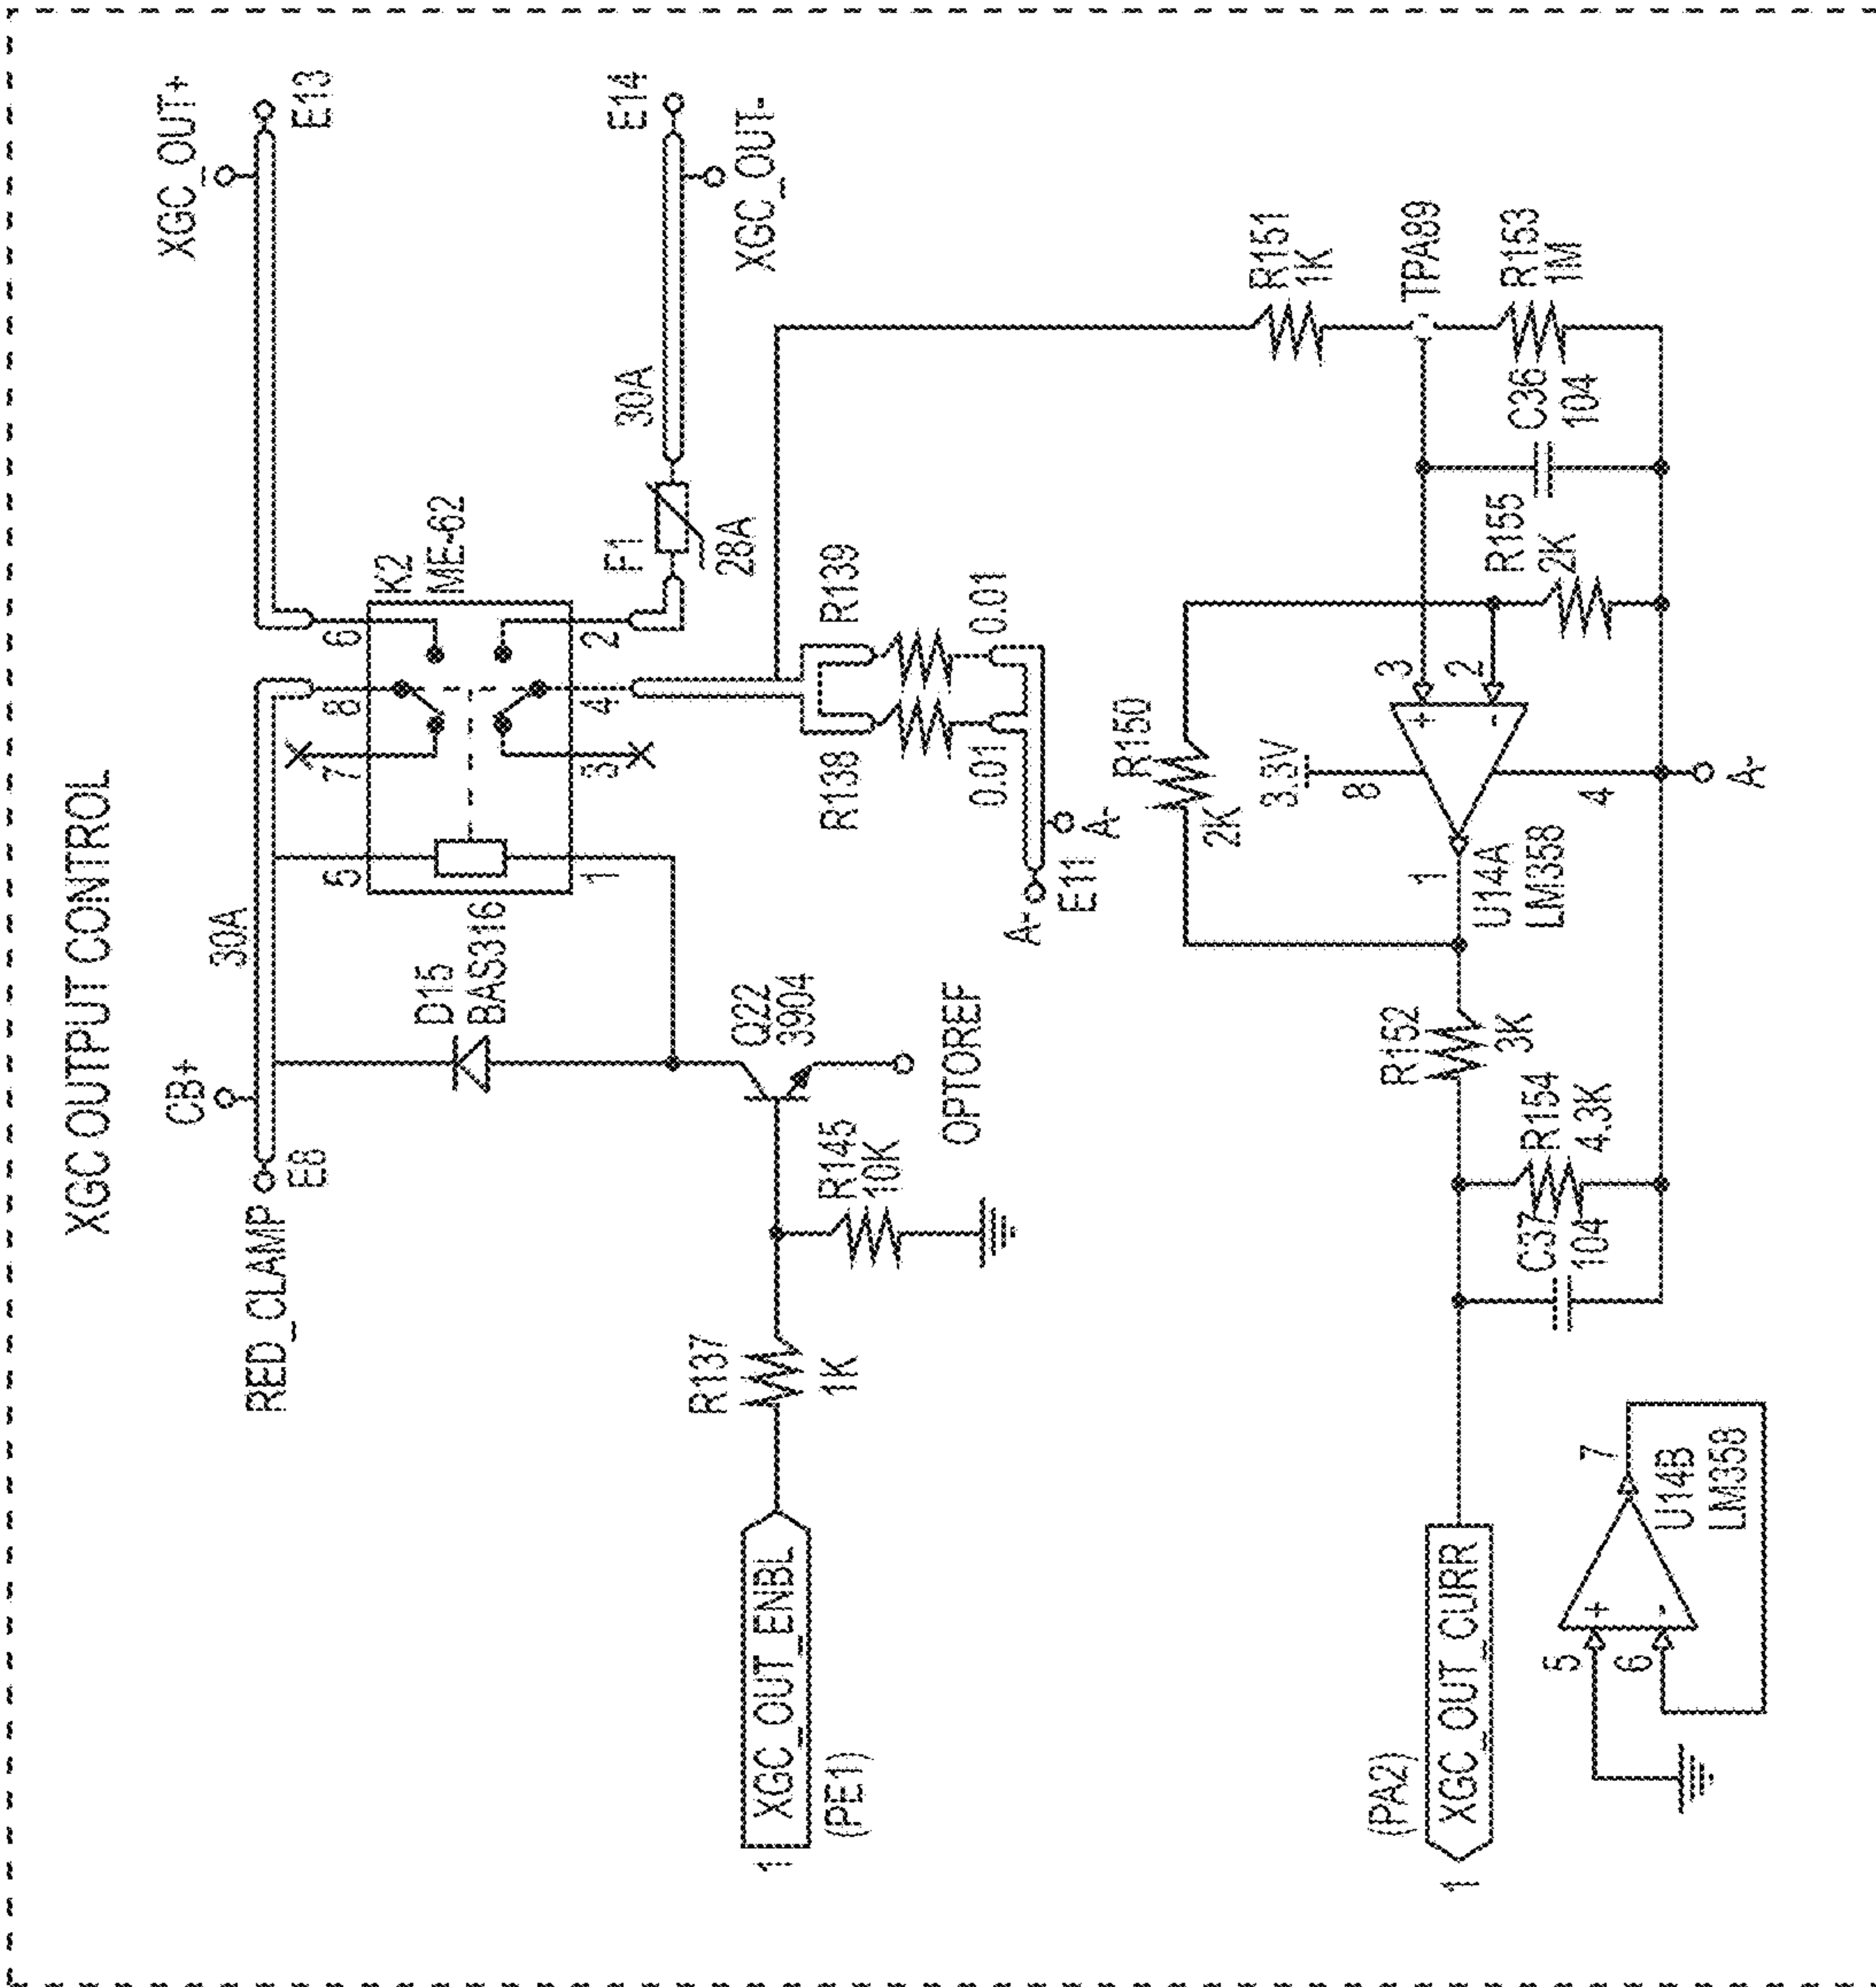 XGC OUTPUT CONTROL
RED_CLAMP
E8
CB+
30A
XGC_OUT+
E13
D15
BAS316
K2
ME-62
5
7
8
6
1
3
4
2
F1
28A
30A
E14
XGC_OUT-
1
XGC_OUT_ENBL
(PE1)
R137
1K
R145
10K
Q22
3904
OPTOREF
R138
0.01
R139
0.01
A-
E11
A-
R151
1K
TPA89
R153
1M
C36
104
R155
2K
R150
2K
3.3V
8
3
2
+
-
1
4
U14A
LM358
A-
R152
3K
R154
4.3K
C37
104
(PA2)
1
XGC_OUT_CURR
5
6
+
-
7
U14B
LM358